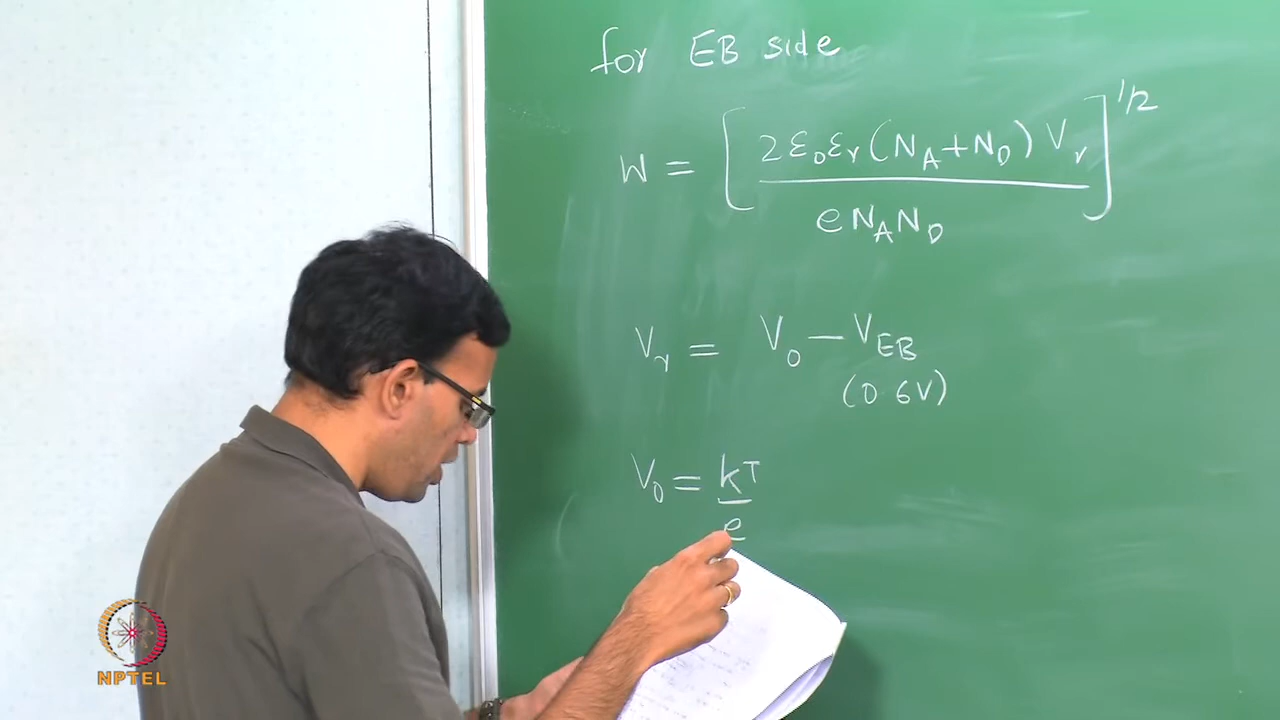 for EB side
W = [ 2ε₀εᵣ(N_A+N_D) Vᵣ / eN_AN_D ]^1/2
Vᵣ = V₀ − V_EB
(0.6V)
V₀ = kT / e
NPTEL